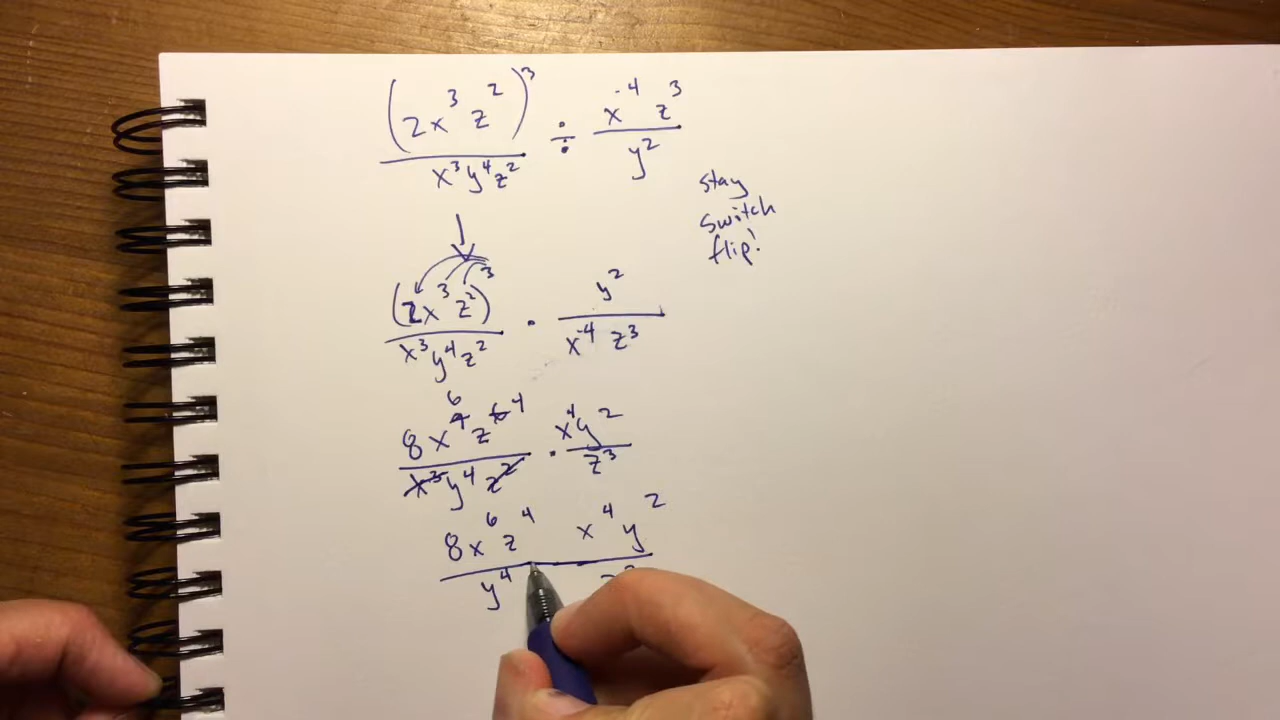 (2x³z²)³ / x³y⁴z² ÷ x⁻⁴z³ / y²
stay
switch
flip!
(2x³z²)³ / x³y⁴z² · y² / x⁻⁴z³
8x⁹⁶z⁶⁴ / x³y⁴z² · x⁴y² / z³
8x⁶z⁴ x⁴y² / y⁴